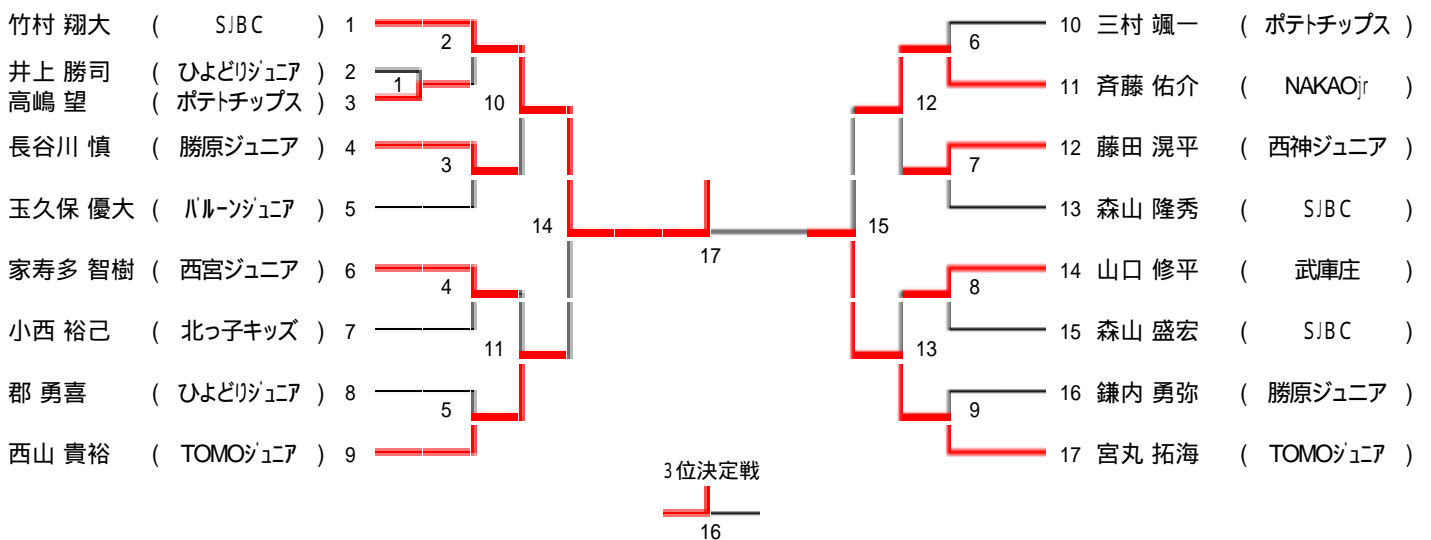 竹村 翔大 ( SJBC ) 1
2
井上 勝司 ( ひよどりジュニア ) 2
1
高嶋 望 ( ポテトチップス ) 3
10
長谷川 慎 ( 勝原ジュニア ) 4
3
玉久保 優大 ( バルーンジュニア ) 5
14
家寿多 智樹 ( 西宮ジュニア ) 6
4
小西 裕己 ( 北っ子キッズ ) 7
11
郡 勇喜 ( ひよどりジュニア ) 8
5
西山 貴裕 ( TOMOジュニア ) 9
17
3位決定戦
16
10 三村 颯一 ( ポテトチップス )
6
11 斉藤 佑介 ( NAKAOjr )
12
12 藤田 滉平 ( 西神ジュニア )
7
13 森山 隆秀 ( SJBC )
15
14 山口 修平 ( 武庫庄 )
8
15 森山 盛宏 ( SJBC )
13
16 鎌内 勇弥 ( 勝原ジュニア )
9
17 宮丸 拓海 ( TOMOジュニア )